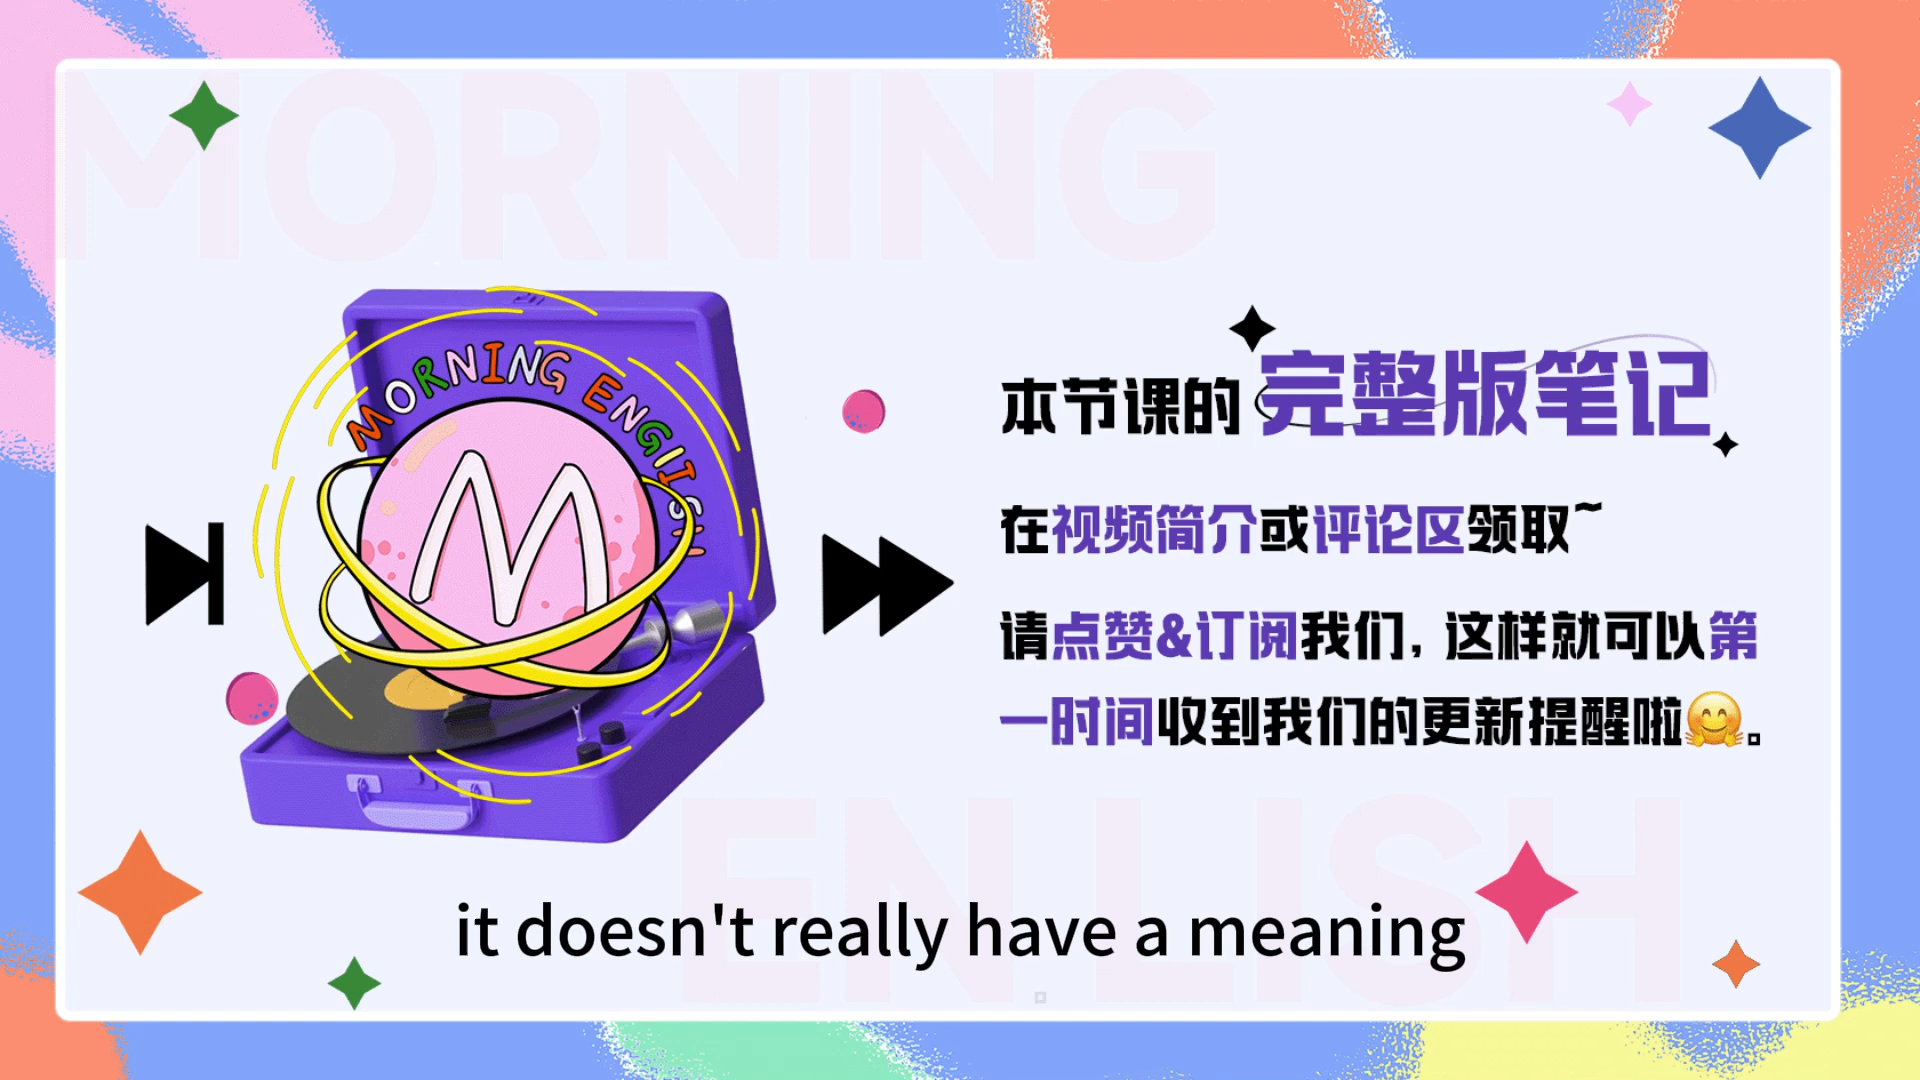 MORNING
MORNING ENGLISH
M
本节课的完整版笔记
在视频简介或评论区领取~
请点赞&订阅我们，这样就可以第
一时间收到我们的更新提醒啦🤗。
EN LISH
it doesn't really have a meaning